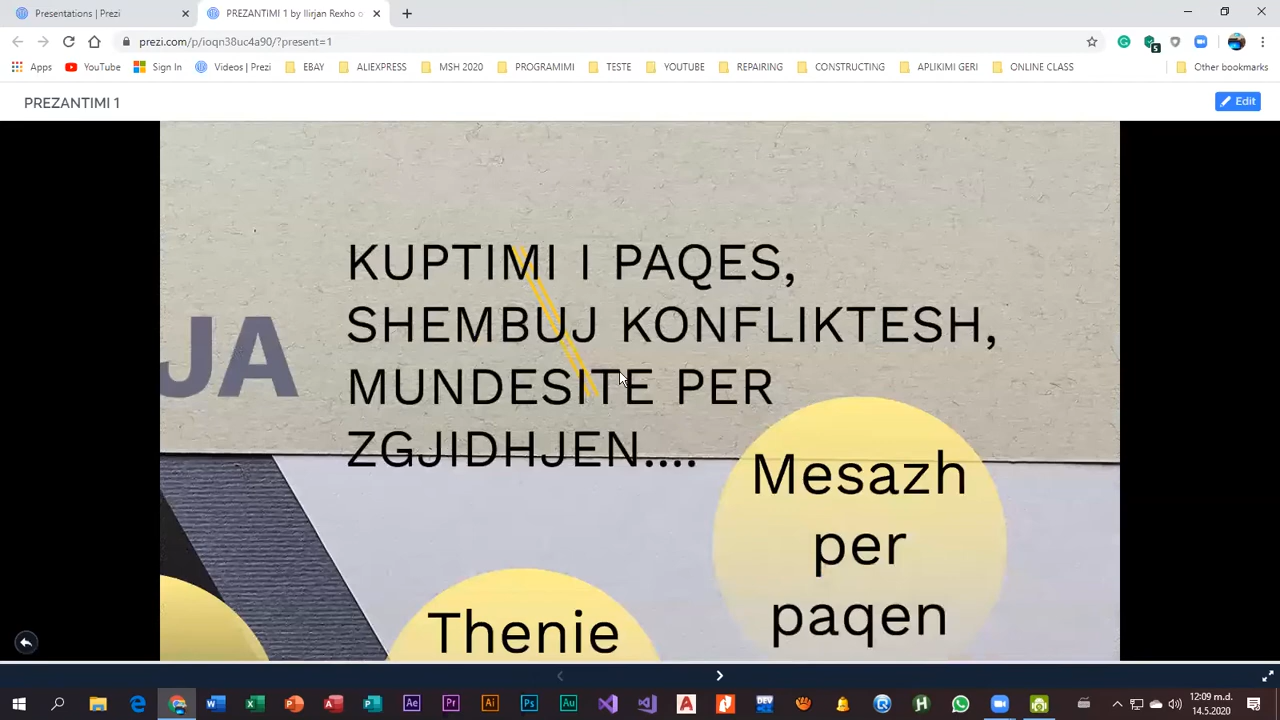 Presentations | Prezi
PREZANTIMI 1 by Ilirjan Rexho o
prezi.com/p/ioqn38uc4a90/?present=1
Apps YouTube Sign In Videos | Prezi EBAY ALIEXPRESS MSH 2020 PROGRAMIMI TESTE YOUTUBE REPAIRING CONSTRUCTING APLIKIMI GERI ONLINE CLASS Other bookmarks
PREZANTIMI 1
Edit
KUPTIMI I PAQES,
SHEMBUJ KONFLIKTESH,
MUNDESITE PER
ZGJIDHJEN....
JA
Mesazh
per
paqen
Thenie
12:09 m.d.
14.5.2020